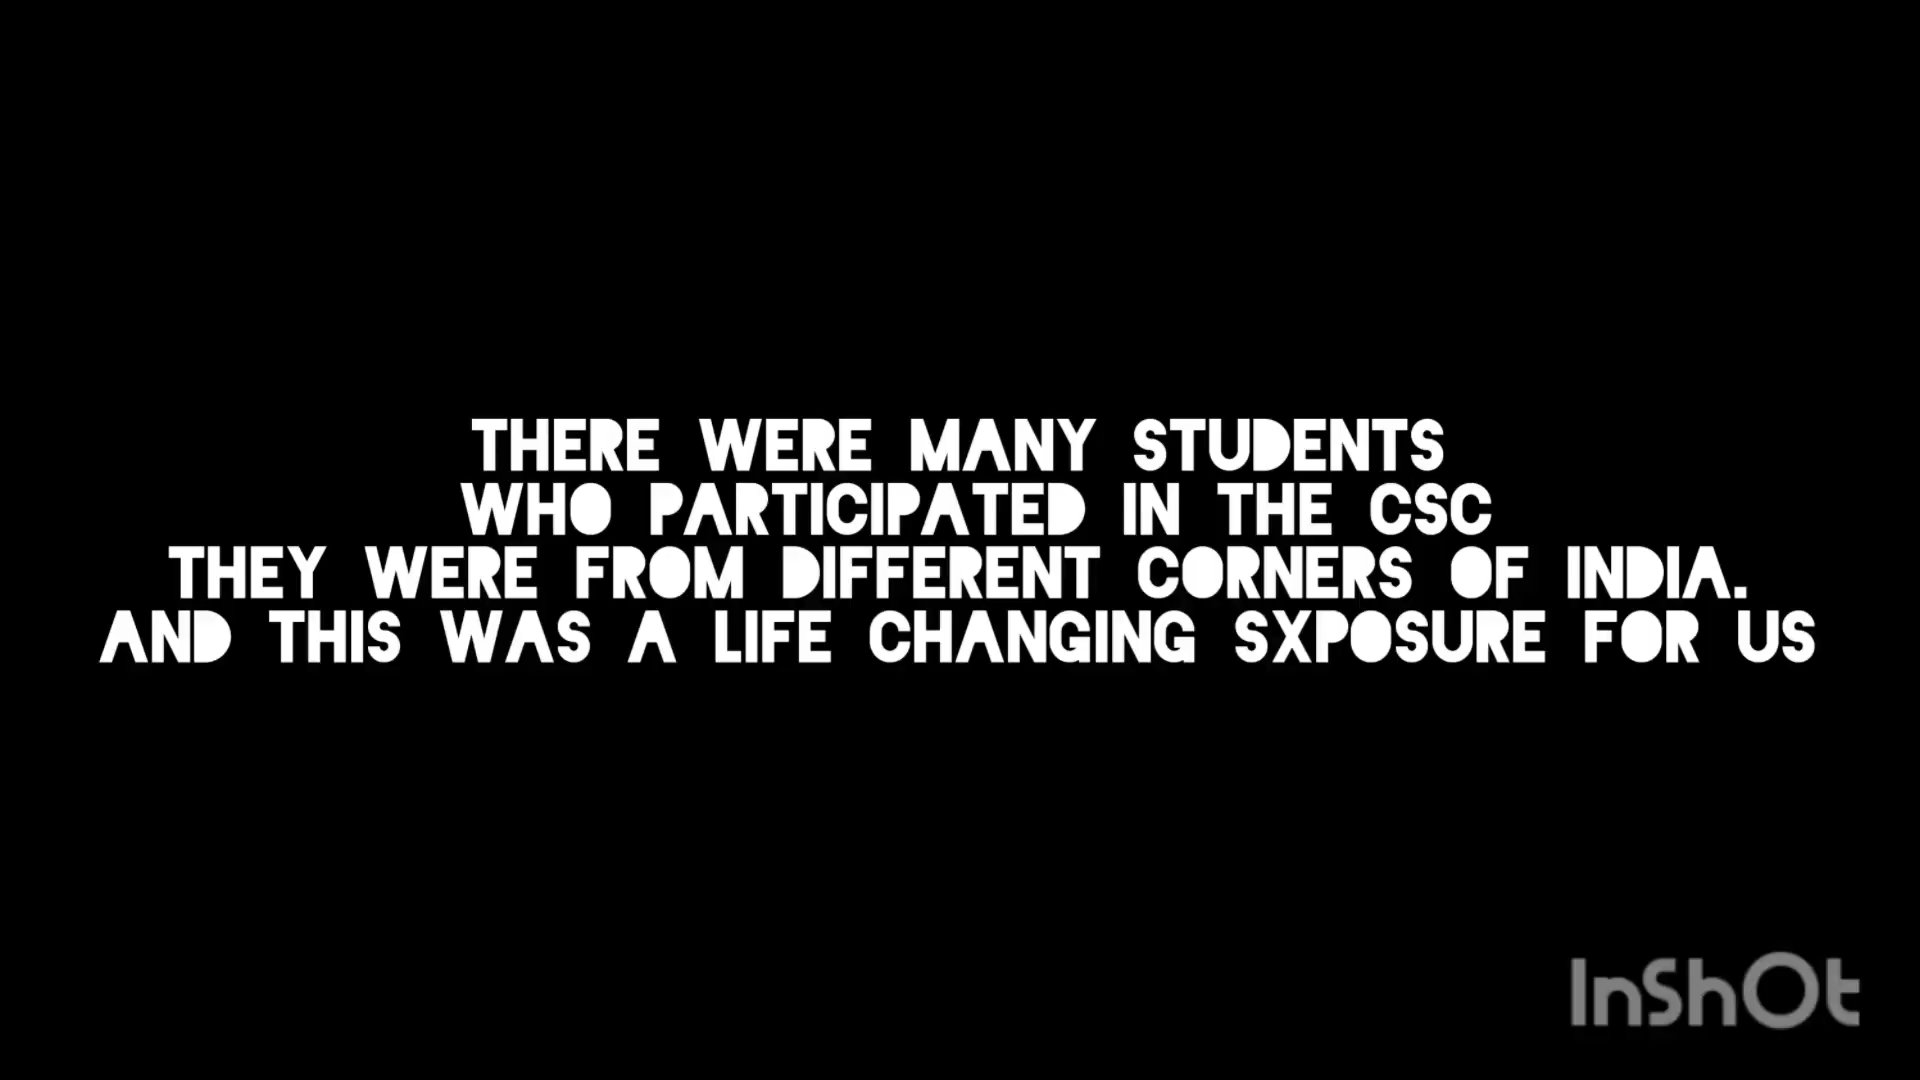 THERE WERE MANY STUDENTS
WHO PARTICIPATED IN THE CSC
THEY WERE FROM DIFFERENT CORNERS OF INDIA.
AND THIS WAS A LIFE CHANGING SXPOSURE FOR US
InShOt